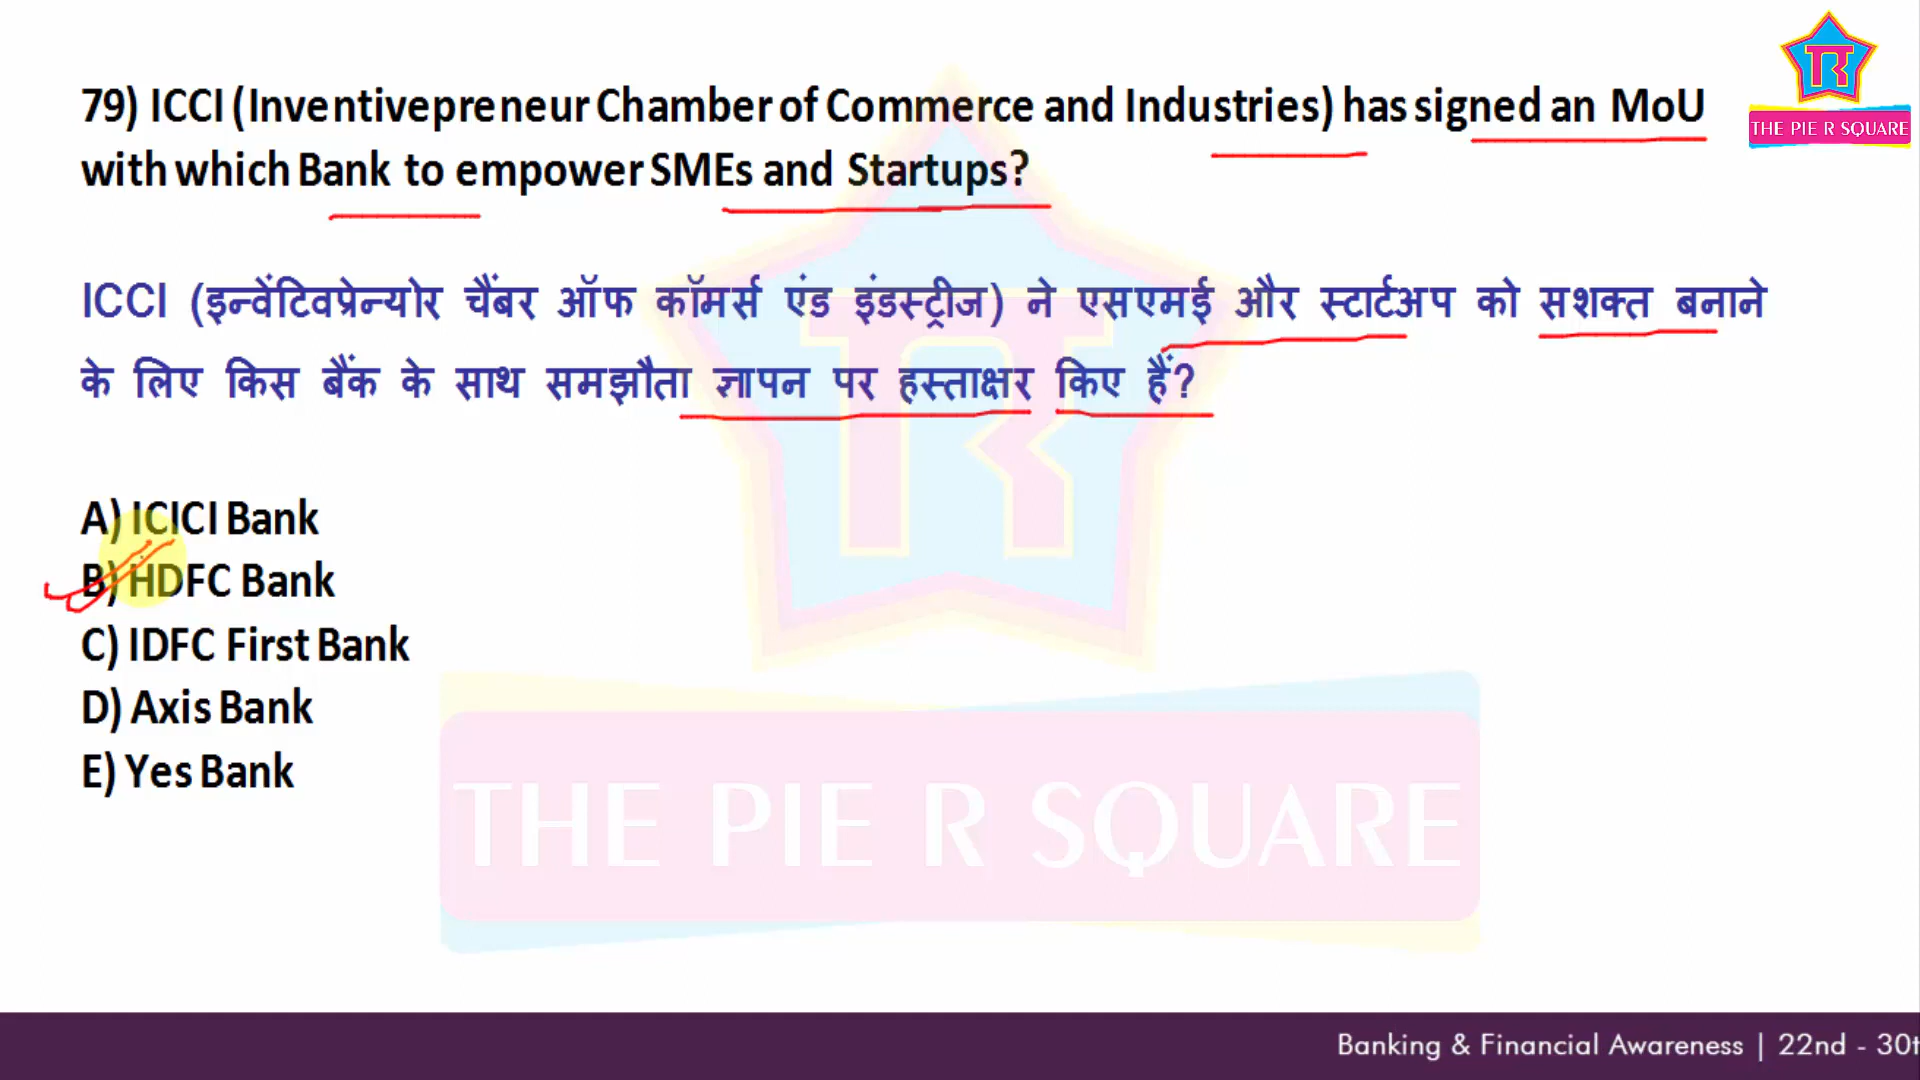 79) ICCI (Inventivepreneur Chamber of Commerce and Industries) has signed an MoU
with which Bank to empower SMEs and Startups?
ICCI (इन्वेंटिवप्रेन्योर चैंबर ऑफ कॉमर्स एंड इंडस्ट्रीज) ने एसएमई और स्टार्टअप को सशक्त बनाने
के लिए किस बैंक के साथ समझौता ज्ञापन पर हस्ताक्षर किए हैं?
A) ICICI Bank
B) HDFC Bank
C) IDFC First Bank
D) Axis Bank
E) Yes Bank
THE PIE R SQUARE
THE PIE R SQUARE
Banking & Financial Awareness | 22nd - 30t